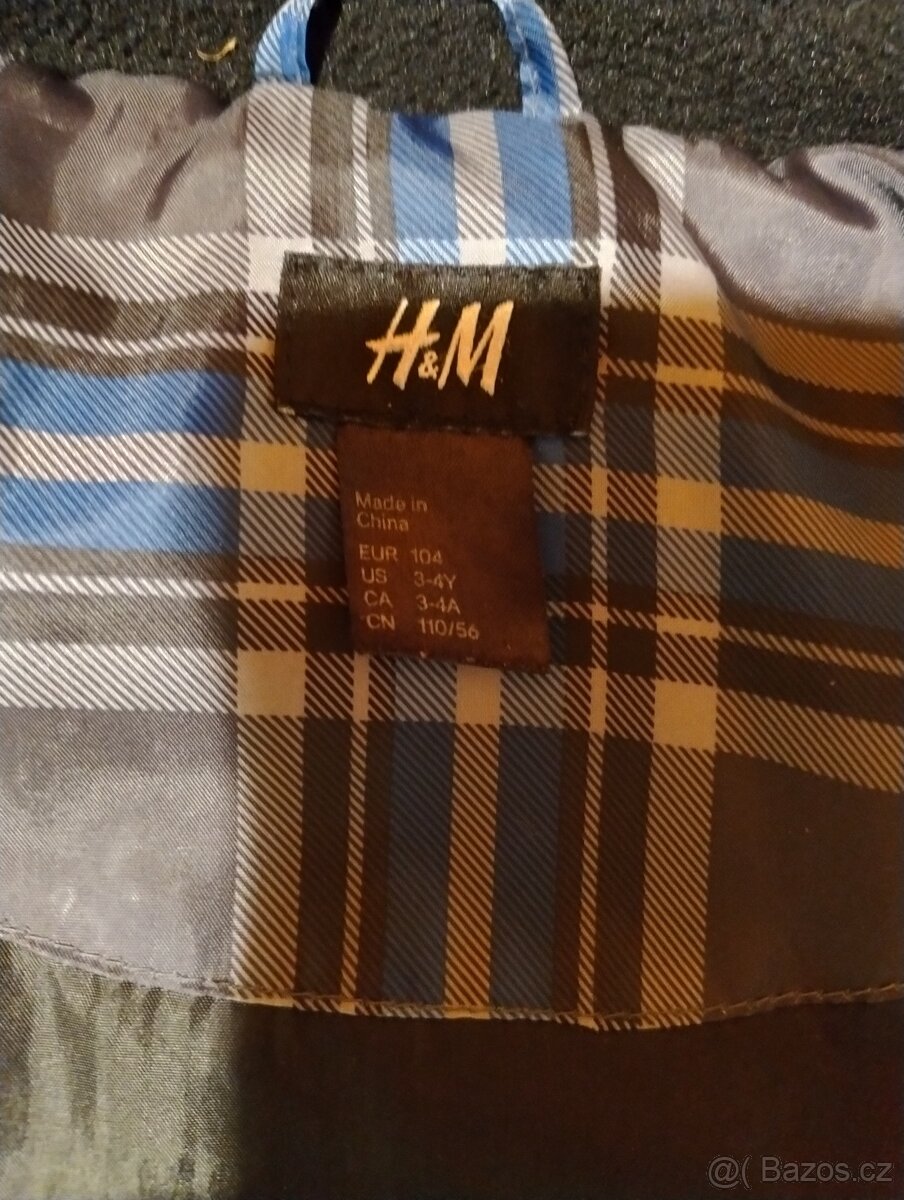 H&M
Made in
China
EUR 104
US 3-4Y
CA 3-4A
CN 110/56
@( Bazos.cz